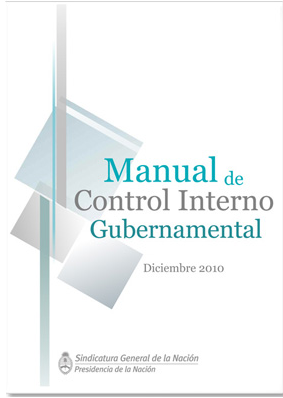 Manual de
Control Interno
Gubernamental
Diciembre 2010
Sindicatura General de la Nación
Presidencia de la Nación